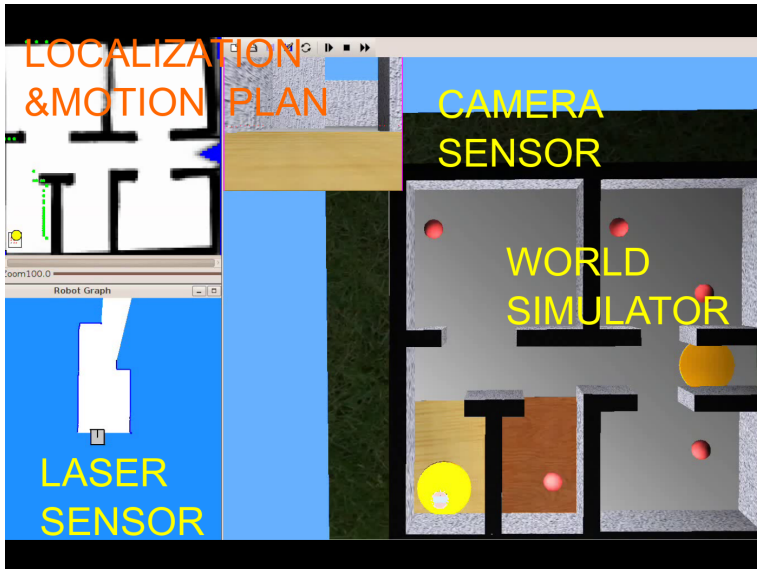 LOCALIZATION
&MOTION PLAN
CAMERA
SENSOR
WORLD
SIMULATOR
Zoom100.0
Robot Graph
LASER
SENSOR